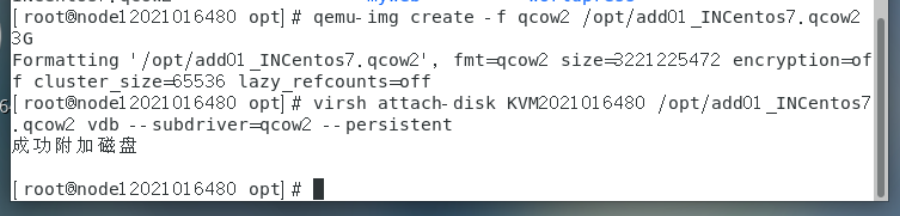 [root@node12021016480 opt]# qemu-img create -f qcow2 /opt/add01_INCentos7.qcow2
3G
Formatting '/opt/add01_INCentos7.qcow2', fmt=qcow2 size=3221225472 encryption=of
f cluster_size=65536 lazy_refcounts=off
[root@node12021016480 opt]# virsh attach-disk KVM2021016480 /opt/add01_INCentos7
.qcow2 vdb --subdriver=qcow2 --persistent
成功附加磁盘
[root@node12021016480 opt]#